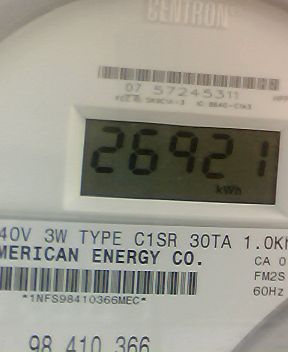 CENTRON®
07 57245311
26921
kWh
40V 3W TYPE C1SR 30TA 1.0Kh
MERICAN ENERGY CO.
CA 0
FM2S
60Hz
*1NFS98410366MEC*
98 410 366